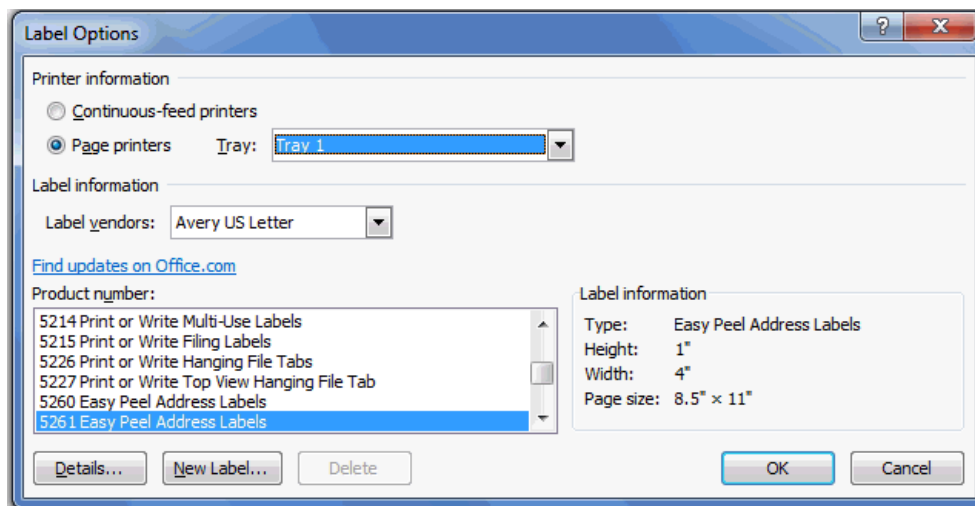 Label Options
Printer information
Continuous-feed printers
Page printers Tray: Tray 1
Label information
Label vendors: Avery US Letter
Find updates on Office.com
Product number:
5214 Print or Write Multi-Use Labels
5215 Print or Write Filing Labels
5226 Print or Write Hanging File Tabs
5227 Print or Write Top View Hanging File Tab
5260 Easy Peel Address Labels
5261 Easy Peel Address Labels
Label information
Type: Easy Peel Address Labels
Height: 1"
Width: 4"
Page size: 8.5" × 11"
Details... New Label... Delete OK Cancel